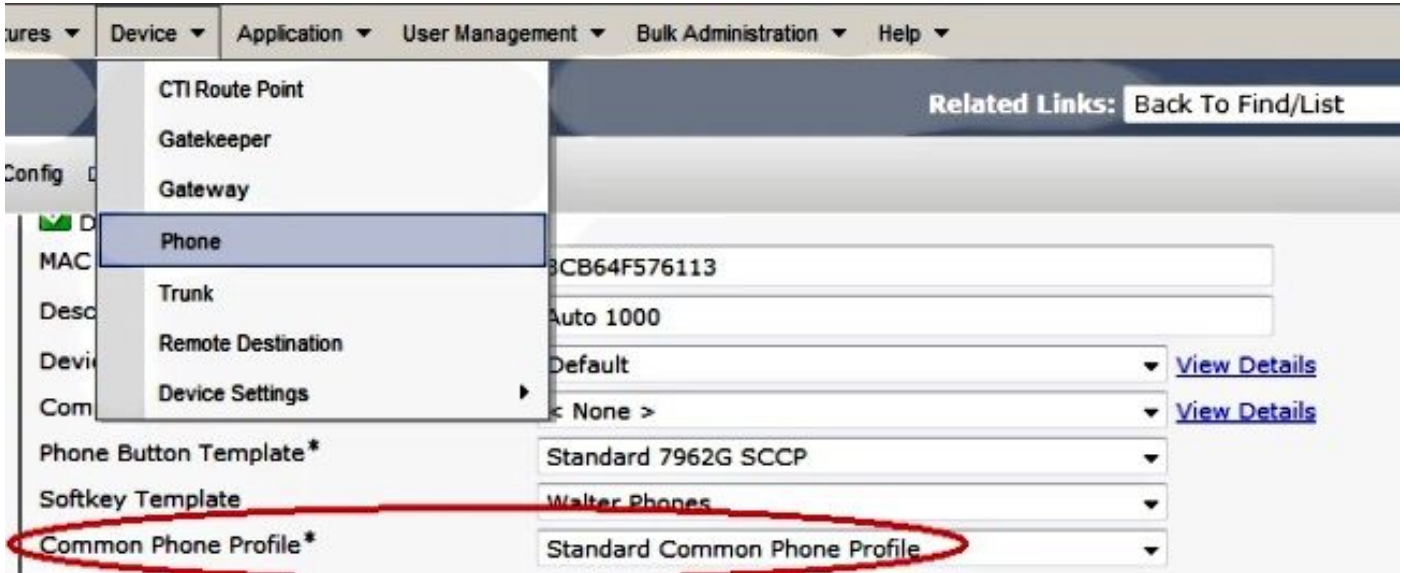 ures Device Application User Management Bulk Administration Help
CTI Route Point
Related Links: Back To Find/List
Gatekeeper
Config
Gateway
D
Phone
MAC 3CB64F576113
Trunk
Desc Auto 1000
Remote Destination
Devi Default View Details
Device Settings
Com < None > View Details
Phone Button Template* Standard 7962G SCCP
Softkey Template Walter Phones
Common Phone Profile* Standard Common Phone Profile